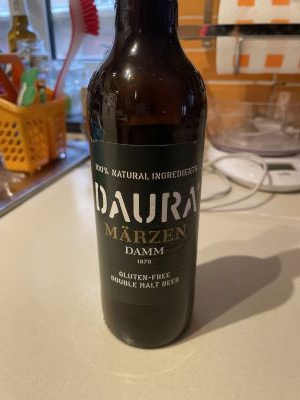 100% NATURAL INGREDIENTS
DAURA
MÄRZEN
DAMM
1876
GLUTEN-FREE
DOUBLE MALT BEER